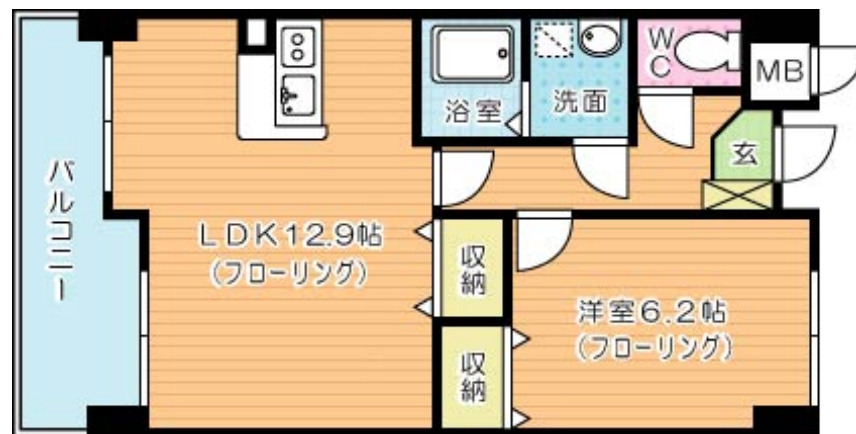 バルコニー
LDK12.9帖
(フローリング)
浴室
洗面
WC
MB
玄
収納
収納
洋室6.2帖
(フローリング)